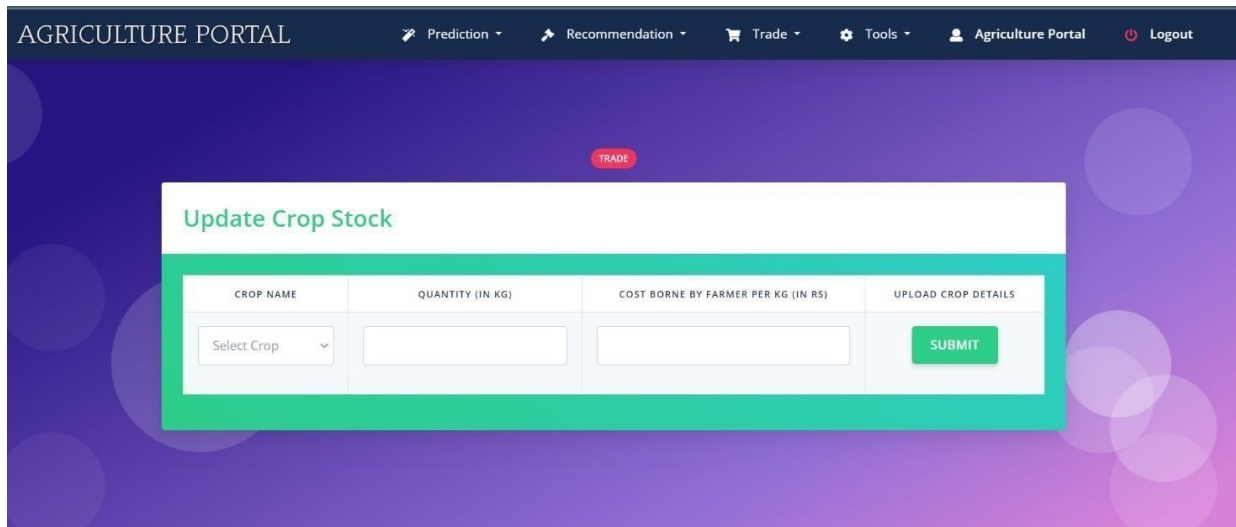 AGRICULTURE PORTAL Prediction Recommendation Trade Tools Agriculture Portal Logout
TRADE
Update Crop Stock
CROP NAME QUANTITY (IN KG) COST BORNE BY FARMER PER KG (IN RS) UPLOAD CROP DETAILS
Select Crop SUBMIT